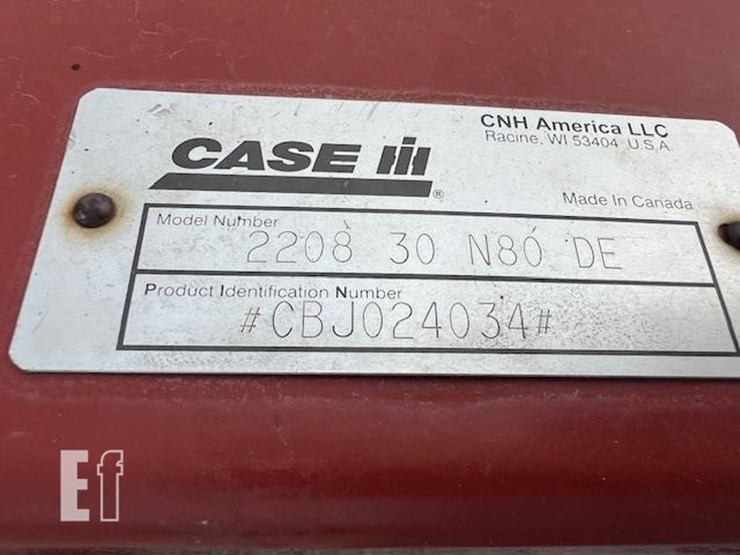 CNH America LLC
Racine, WI 53404 U.S.A.
CASE IH ®
Made In Canada
Model Number
2208 30 N80 DE
Product Identification Number
#CBJ024034#
Ef